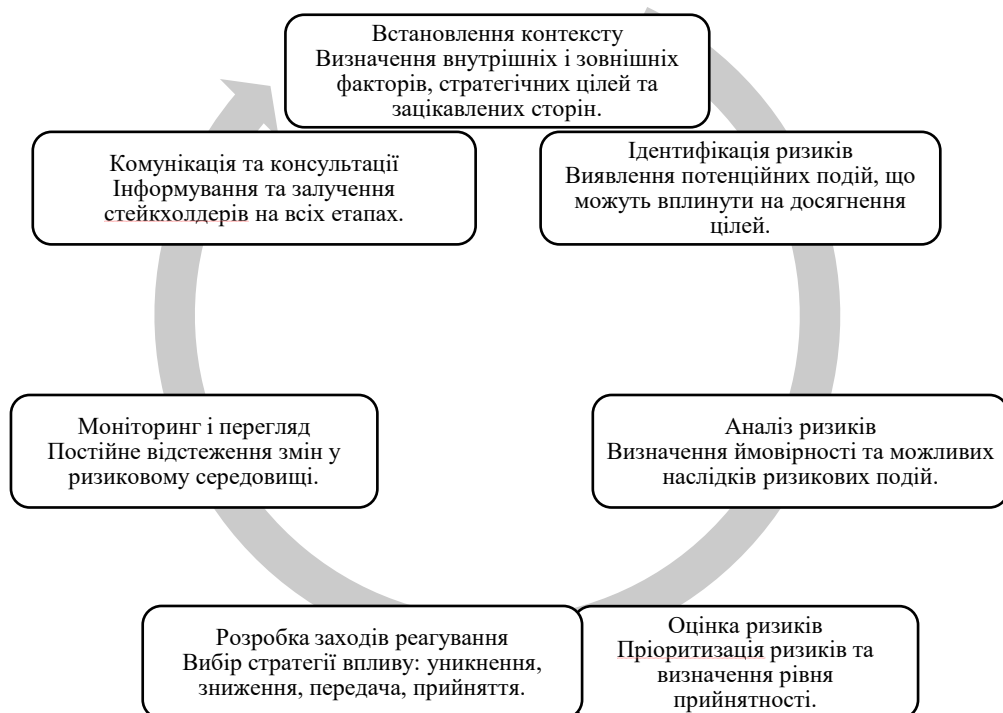 Встановлення контексту
Визначення внутрішніх і зовнішніх
факторів, стратегічних цілей та
зацікавлених сторін.
Ідентифікація ризиків
Виявлення потенційних подій, що
можуть вплинути на досягнення
цілей.
Аналіз ризиків
Визначення ймовірності та можливих
наслідків ризикових подій.
Оцінка ризиків
Пріоритизація ризиків та
визначення рівня
прийнятності.
Розробка заходів реагування
Вибір стратегії впливу: уникнення,
зниження, передача, прийняття.
Моніторинг і перегляд
Постійне відстеження змін у
ризиковому середовищі.
Комунікація та консультації
Інформування та залучення
стейкхолдерів на всіх етапах.